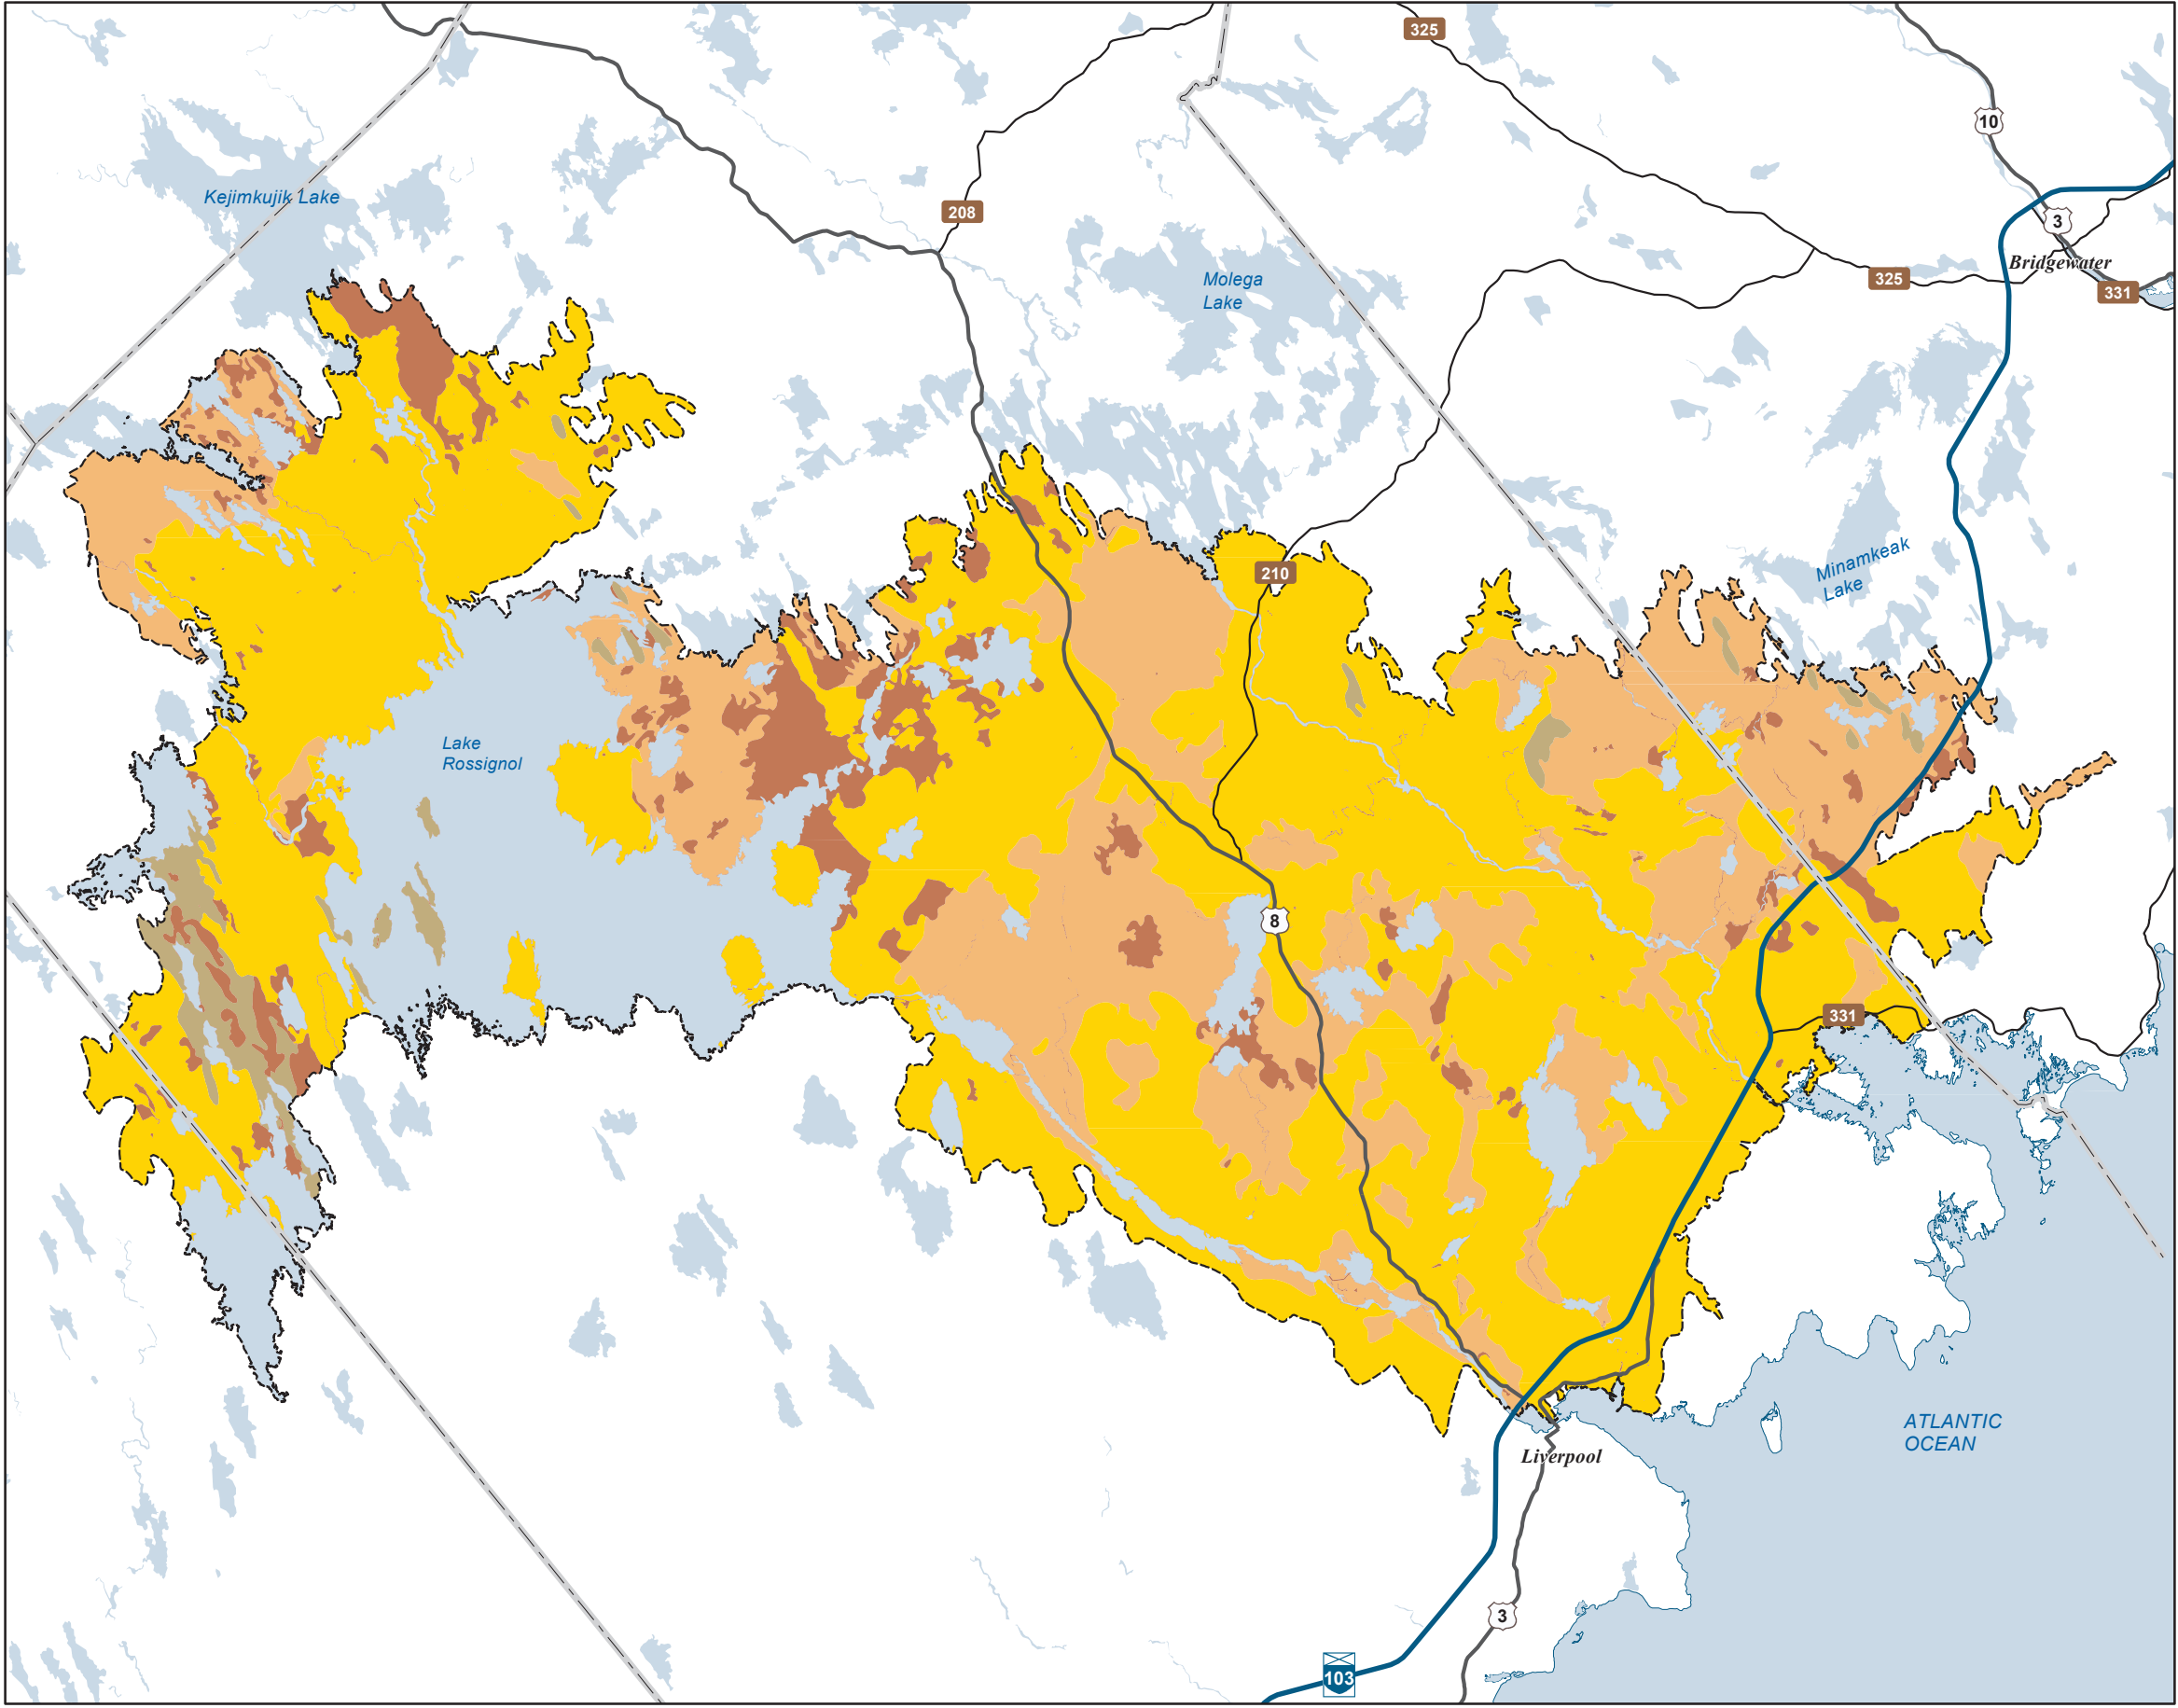 325
10
Kejimkujik Lake
208
3
Bridgewater
Molega
Lake
325
331
Minamkeak
Lake
210
Lake
Rossignol
8
331
ATLANTIC
OCEAN
Liverpool
3
103